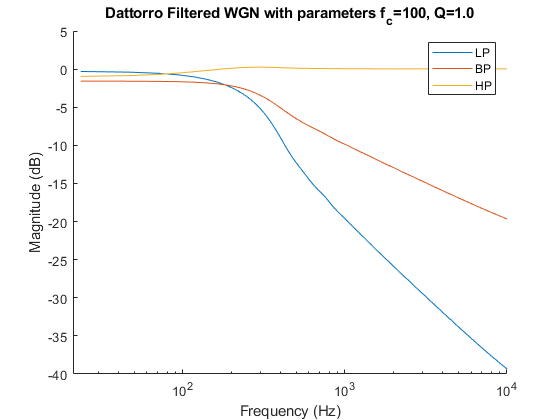 Dattorro Filtered WGN with parameters f_c=100, Q=1.0
LP
BP
HP
Magnitude (dB)
5
0
-5
-10
-15
-20
-25
-30
-35
-40
10^2
10^3
10^4
Frequency (Hz)